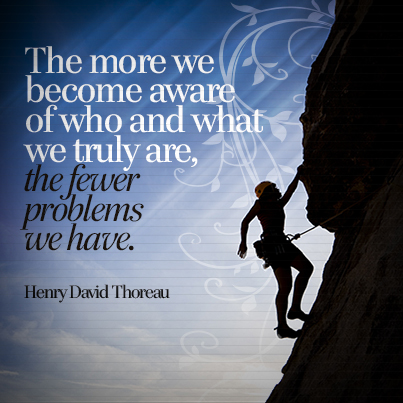 The more we
become aware
of who and what
we truly are,
the fewer
problems
we have.
Henry David Thoreau